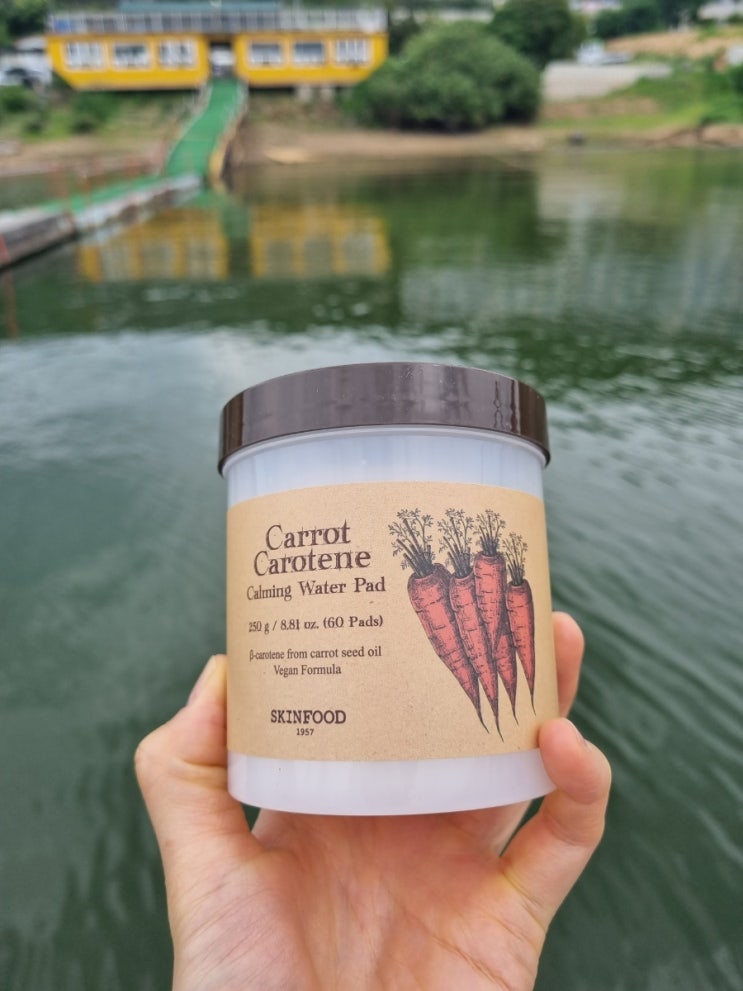 Carrot
Carotene
Calming Water Pad
250 g / 8.81 oz. (60 Pads)
β-carotene from carrot seed oil
Vegan Formula
SKINFOOD
1957